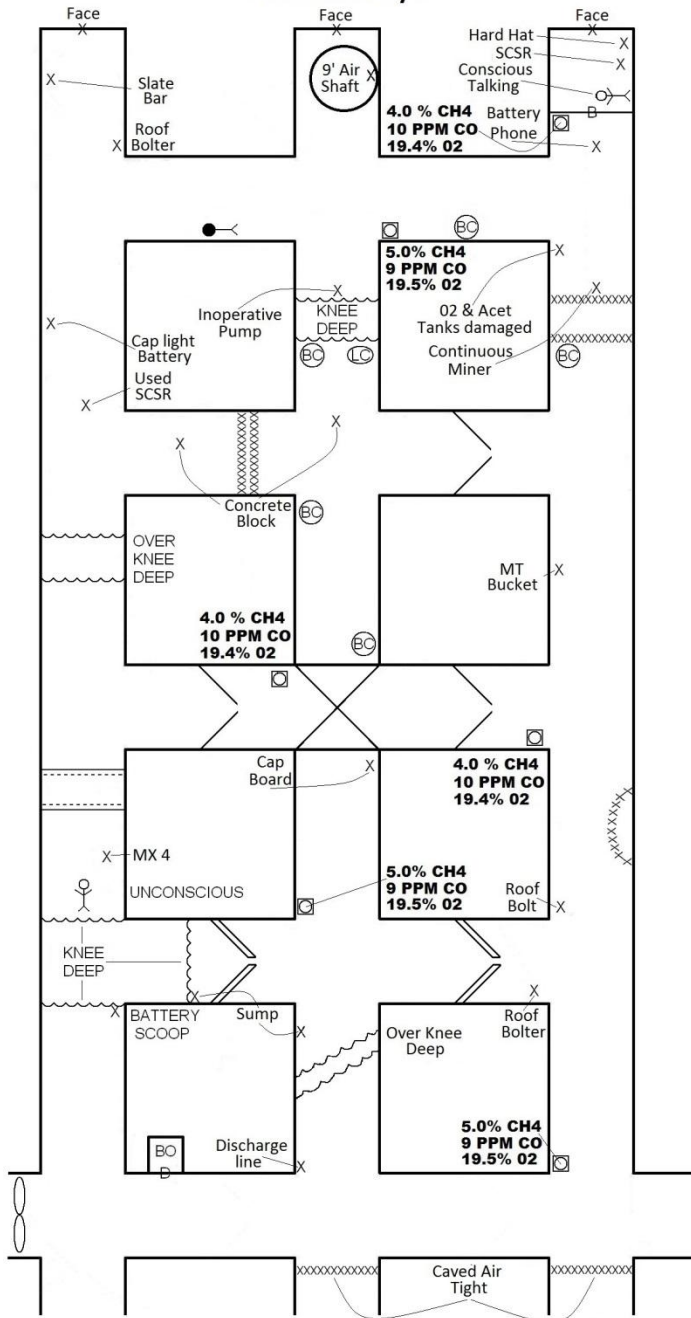 Face
Face
Face
Hard Hat
SCSR
Conscious
Talking
Slate
Bar
9' Air
Shaft
4.0 % CH4
10 PPM CO
19.4% 02
Battery
Phone
B
Roof
Bolter
BC
5.0% CH4
9 PPM CO
19.5% 02
Inoperative
Pump
KNEE
DEEP
02 & Acet
Tanks damaged
Continuous
Miner
Cap light
Battery
BC
LC
BC
Used
SCSR
Concrete
Block
BC
OVER
KNEE
DEEP
MT
Bucket
4.0 % CH4
10 PPM CO
19.4% 02
BC
Cap
Board
4.0 % CH4
10 PPM CO
19.4% 02
MX 4
UNCONSCIOUS
5.0% CH4
9 PPM CO
19.5% 02
Roof
Bolt
KNEE
DEEP
BATTERY
SCOOP
Sump
Over Knee
Deep
Roof
Bolter
BO
D
Discharge
line
5.0% CH4
9 PPM CO
19.5% 02
Caved Air
Tight